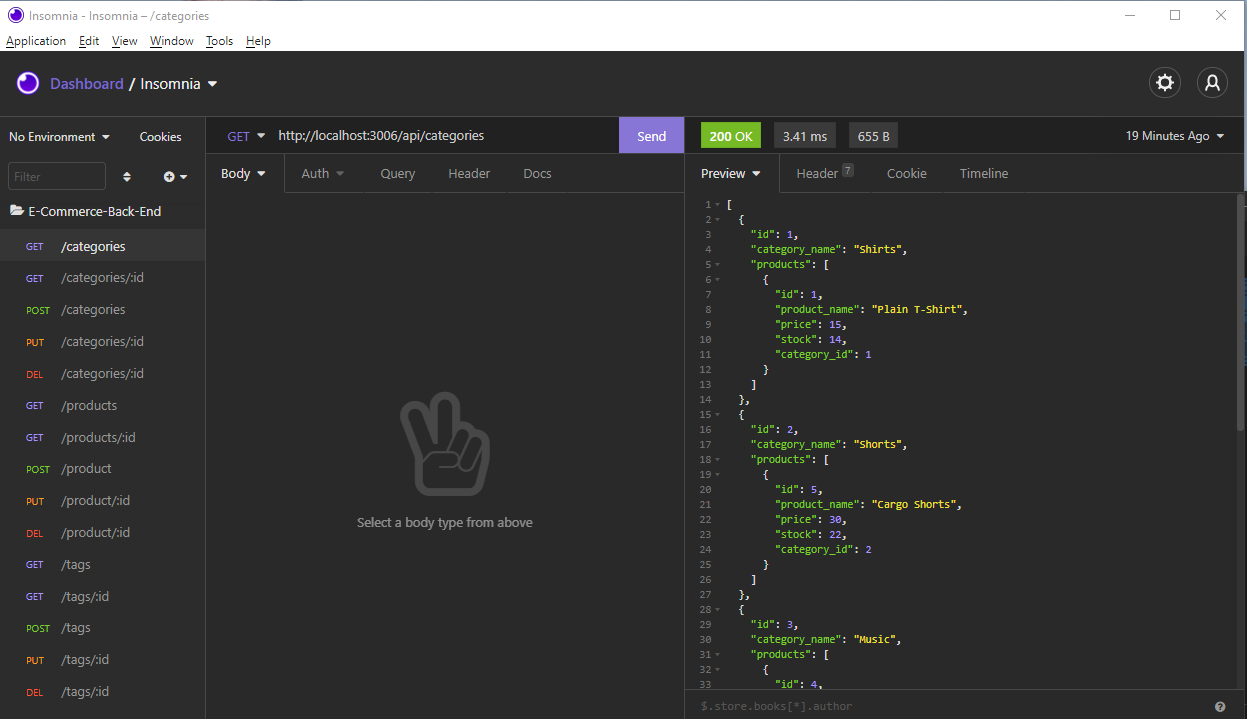 Insomnia - Insomnia – /categories
Application Edit View Window Tools Help
Dashboard / Insomnia
No Environment Cookies
Filter
E-Commerce-Back-End
GET /categories
GET /categories/:id
POST /categories
PUT /categories/:id
DEL /categories/:id
GET /products
GET /products/:id
POST /product
PUT /product/:id
DEL /product/:id
GET /tags
GET /tags/:id
POST /tags
PUT /tags/:id
DEL /tags/:id
GET http://localhost:3006/api/categories Send
Body Auth Query Header Docs
Select a body type from above
200 OK 3.41 ms 655 B 19 Minutes Ago
Preview Header 7 Cookie Timeline
1 [
2 {
3 "id": 1,
4 "category_name": "Shirts",
5 "products": [
6 {
7 "id": 1,
8 "product_name": "Plain T-Shirt",
9 "price": 15,
10 "stock": 14,
11 "category_id": 1
12 }
13 ]
14 },
15 {
16 "id": 2,
17 "category_name": "Shorts",
18 "products": [
19 {
20 "id": 5,
21 "product_name": "Cargo Shorts",
22 "price": 30,
23 "stock": 22,
24 "category_id": 2
25 }
26 ]
27 },
28 {
29 "id": 3,
30 "category_name": "Music",
31 "products": [
32 {
33 "id": 4,
$.store.books[*].author